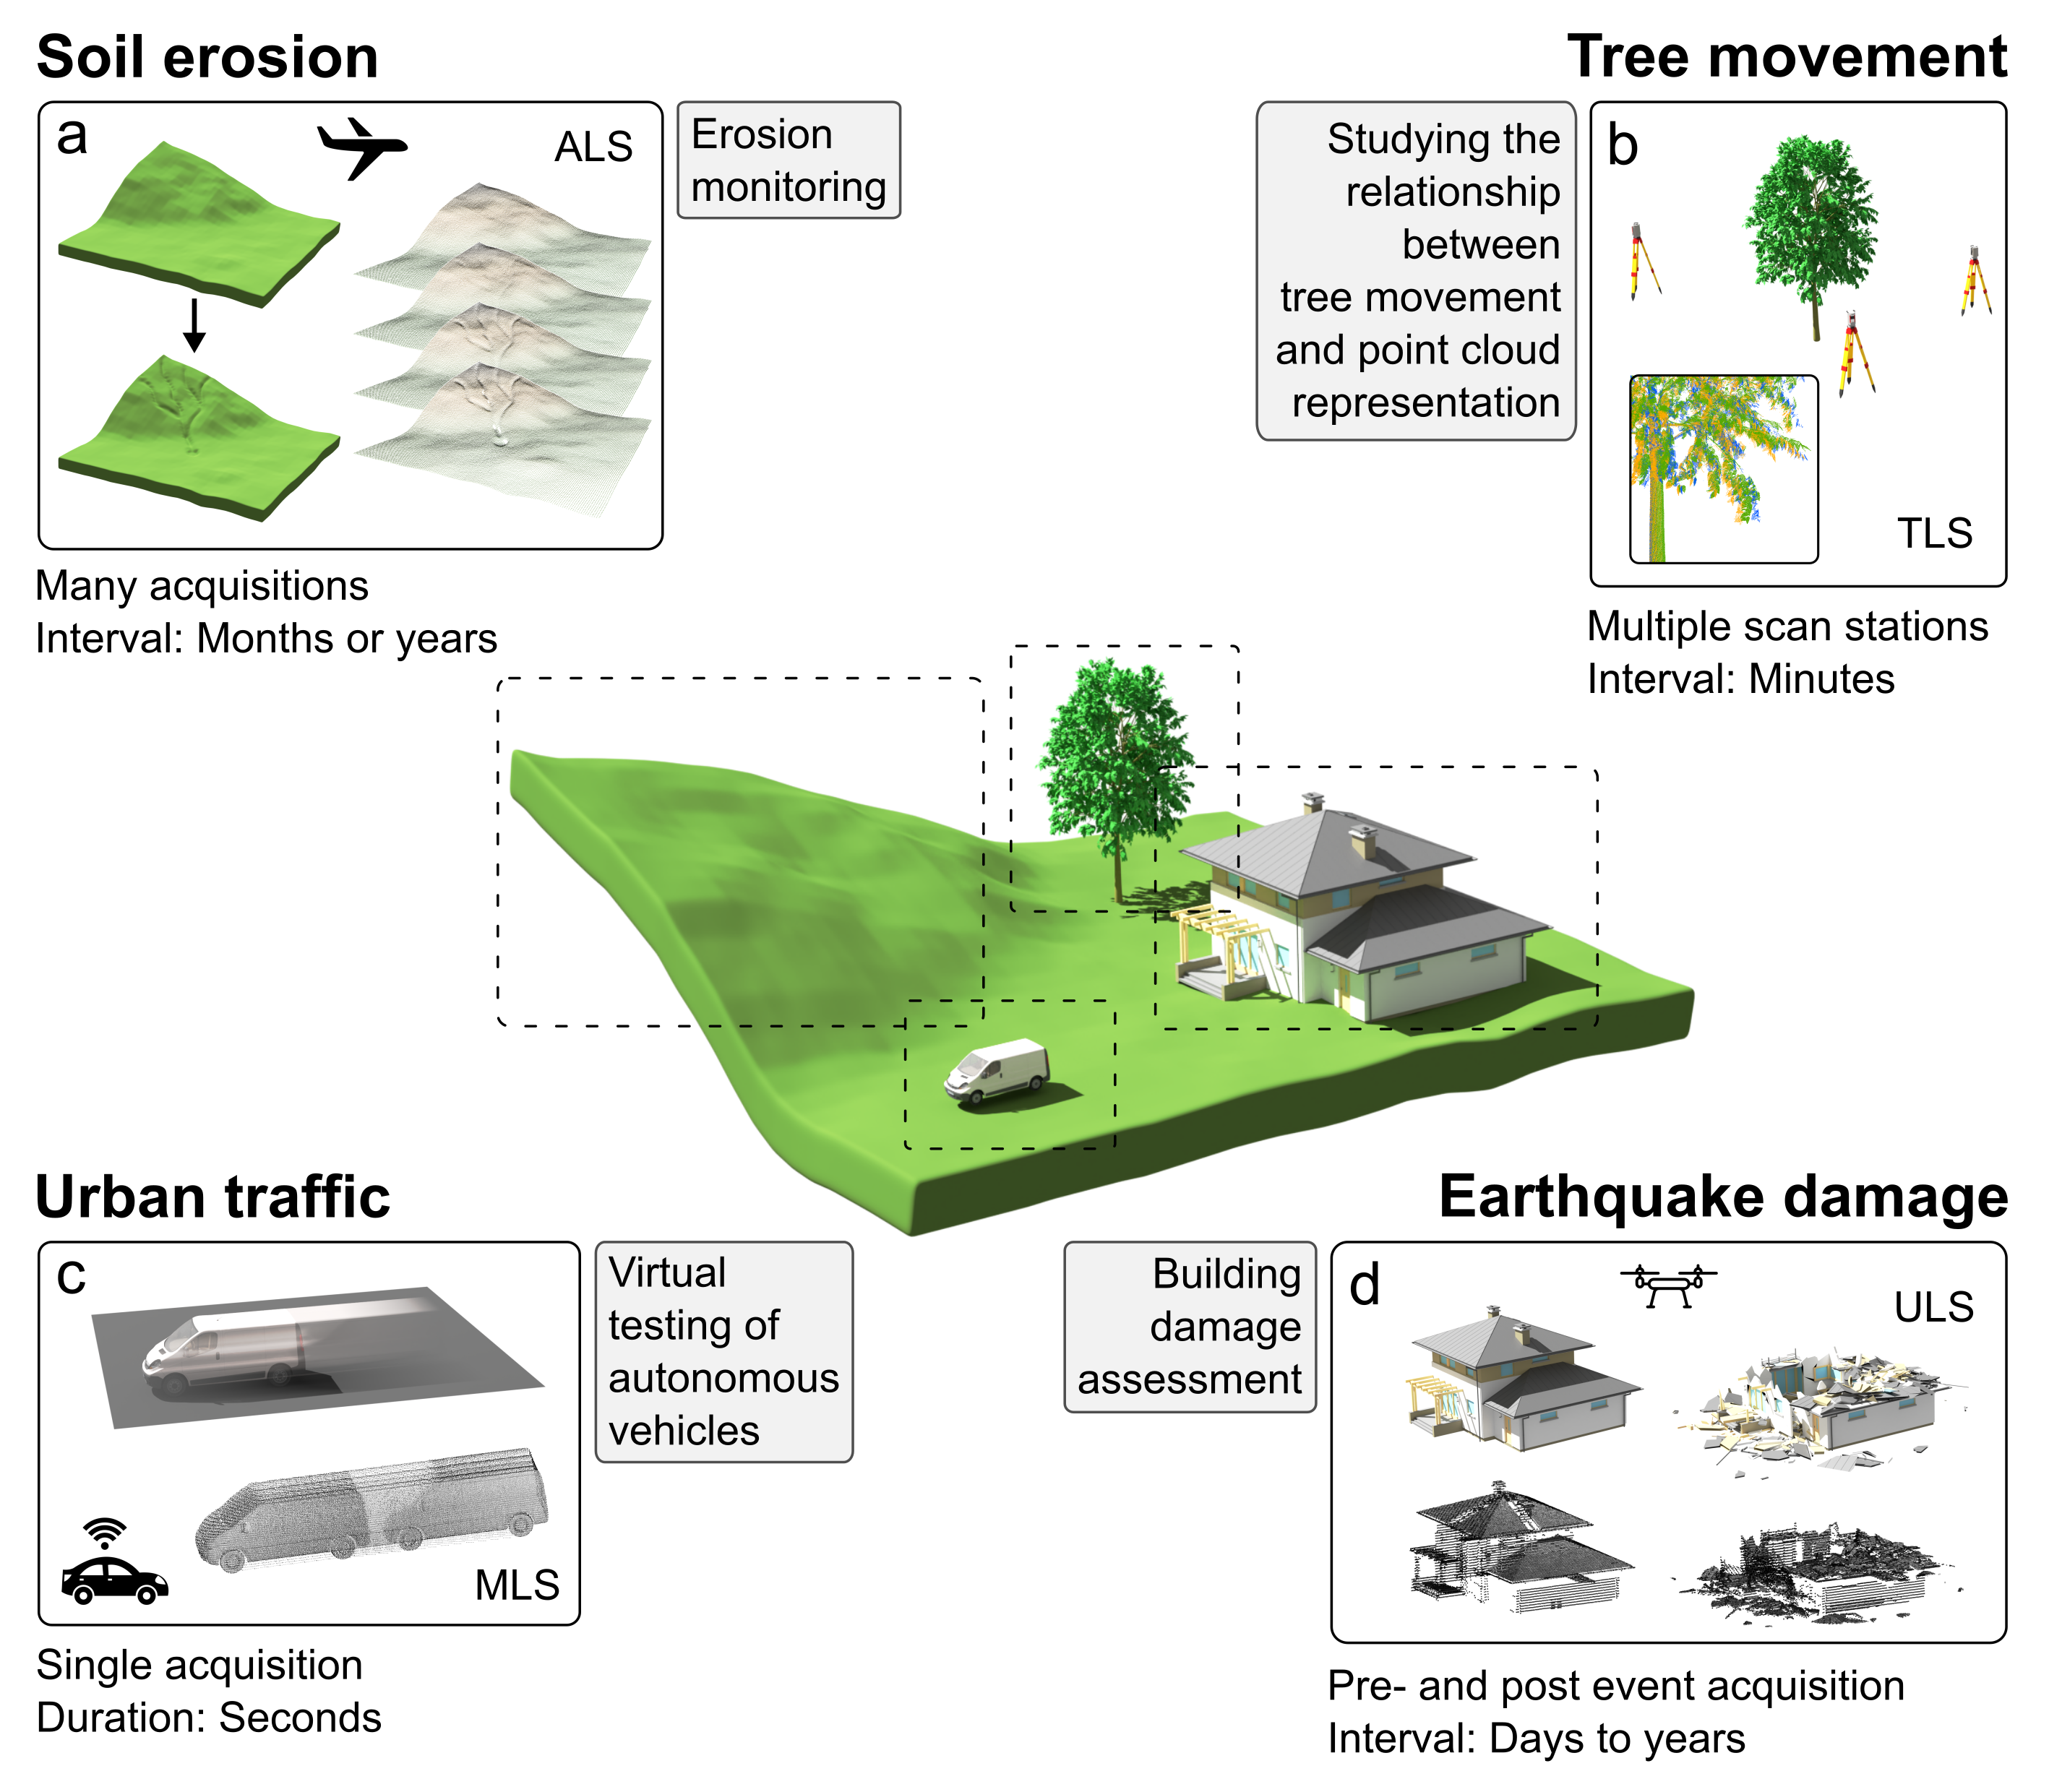 Soil erosion
a
ALS
Erosion
monitoring
Many acquisitions
Interval: Months or years
Tree movement
Studying the
relationship
between
tree movement
and point cloud
representation
b
TLS
Multiple scan stations
Interval: Minutes
Urban traffic
c
MLS
Virtual
testing of
autonomous
vehicles
Single acquisition
Duration: Seconds
Earthquake damage
Building
damage
assessment
d
ULS
Pre- and post event acquisition
Interval: Days to years